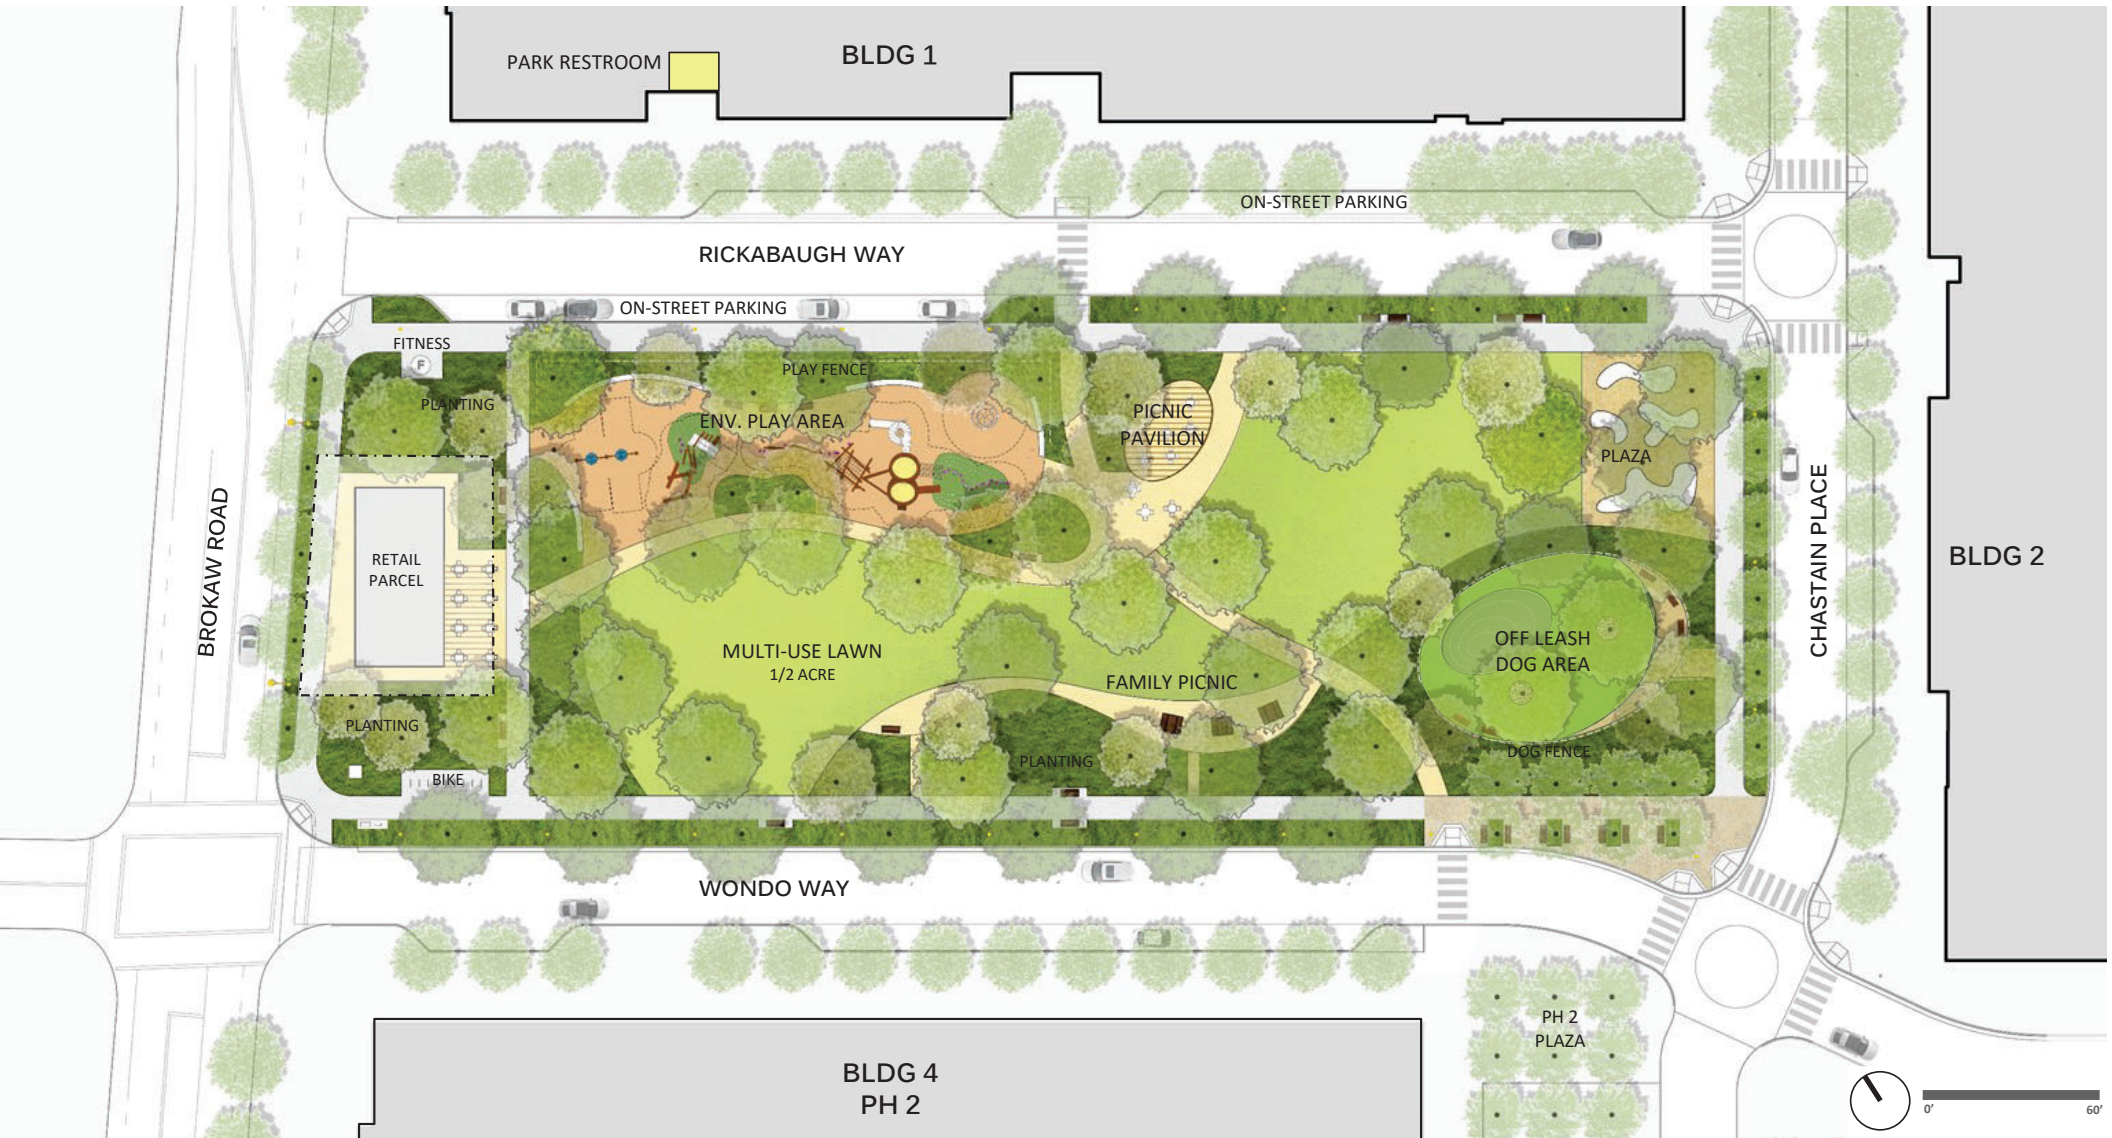 PARK RESTROOM
BLDG 1
ON-STREET PARKING
RICKABAUGH WAY
ON-STREET PARKING
FITNESS
F
PLAY FENCE
PLANTING
ENV. PLAY AREA
PICNIC
PAVILION
PLAZA
BROKAW ROAD
RETAIL
PARCEL
CHASTAIN PLACE
BLDG 2
MULTI-USE LAWN
1/2 ACRE
OFF LEASH
DOG AREA
FAMILY PICNIC
PLANTING
PLANTING
DOG FENCE
BIKE
WONDO WAY
PH 2
PLAZA
BLDG 4
PH 2
0'
60'